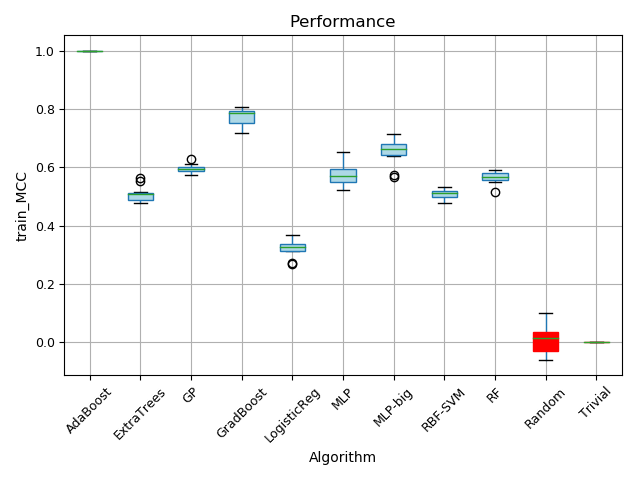 Performance
train_MCC
1.0
0.8
0.6
0.4
0.2
0.0
AdaBoost
ExtraTrees
GP
GradBoost
LogisticReg
MLP
MLP-big
RBF-SVM
RF
Random
Trivial
Algorithm